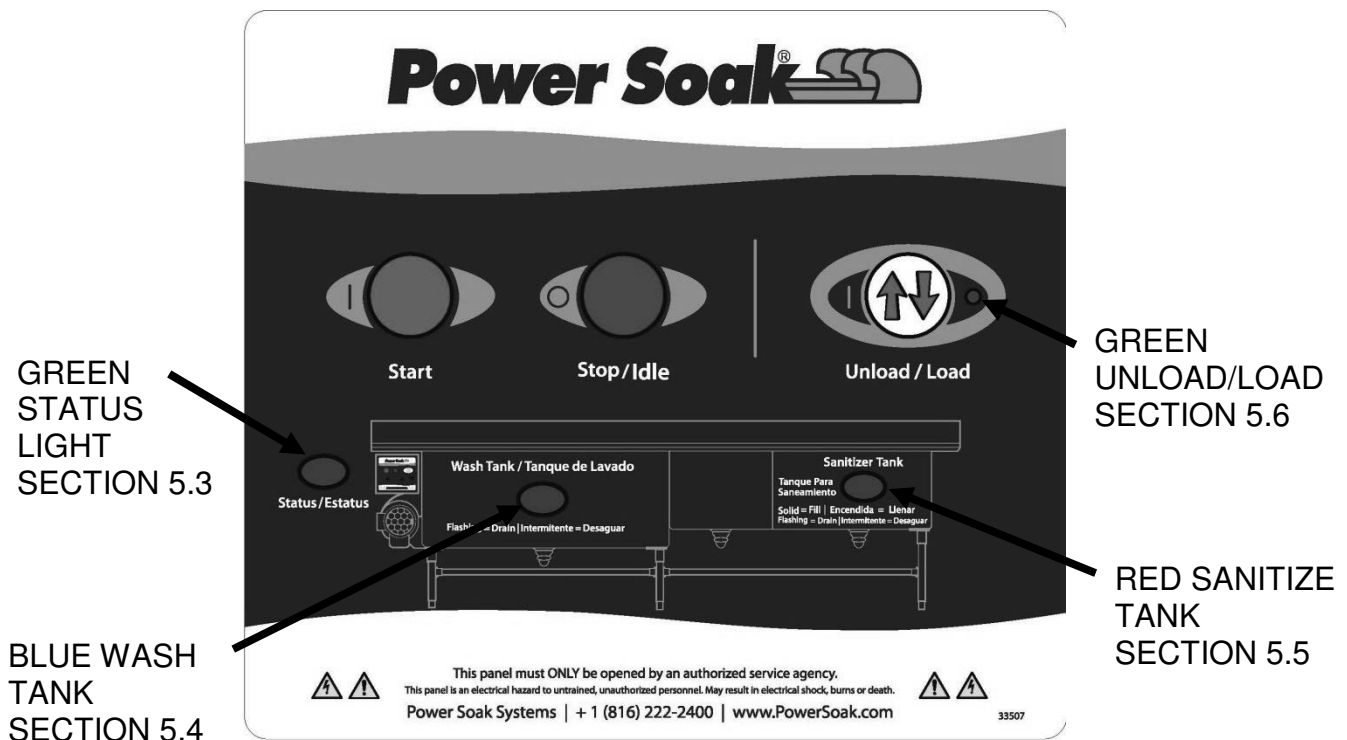 Power Soak®
Start
Stop/Idle
Unload / Load
GREEN
UNLOAD/LOAD
SECTION 5.6
GREEN
STATUS
LIGHT
SECTION 5.3
Status/Estatus
Wash Tank / Tanque de Lavado
Flashing = Drain|Intermitente = Desaguar
Sanitizer Tank
Tanque Para
Saneamiento
Solid = Fill | Encendida = Llenar
Flashing = Drain|Intermitente = Desaguar
RED SANITIZE
TANK
SECTION 5.5
BLUE WASH
TANK
SECTION 5.4
This panel must ONLY be opened by an authorized service agency.
This panel is an electrical hazard to untrained, unauthorized personnel. May result in electrical shock, burns or death.
Power Soak Systems | + 1 (816) 222-2400 | www.PowerSoak.com
33507